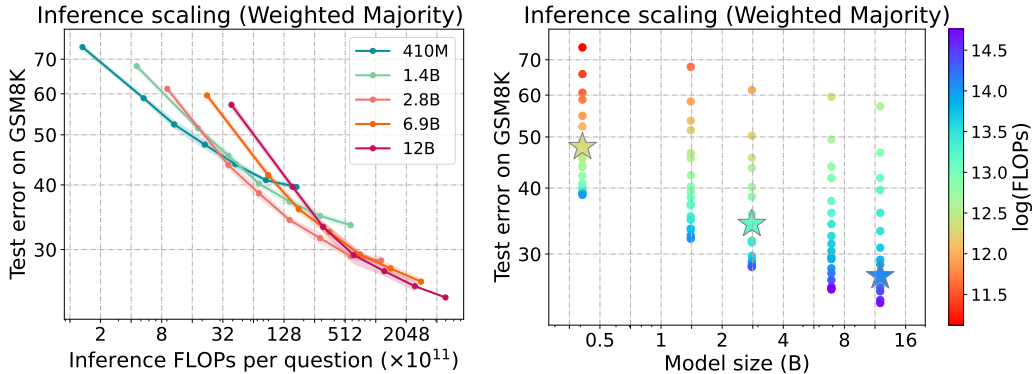 Inference scaling (Weighted Majority)
Test error on GSM8K
70
60
50
40
30
410M
1.4B
2.8B
6.9B
12B
2 8 32 128 512 2048
Inference FLOPs per question (×10¹¹)
Inference scaling (Weighted Majority)
Test error on GSM8K
70
60
50
40
30
0.5 1 2 4 8 16
Model size (B)
14.5
14.0
13.5
13.0
12.5
12.0
11.5
log(FLOPs)